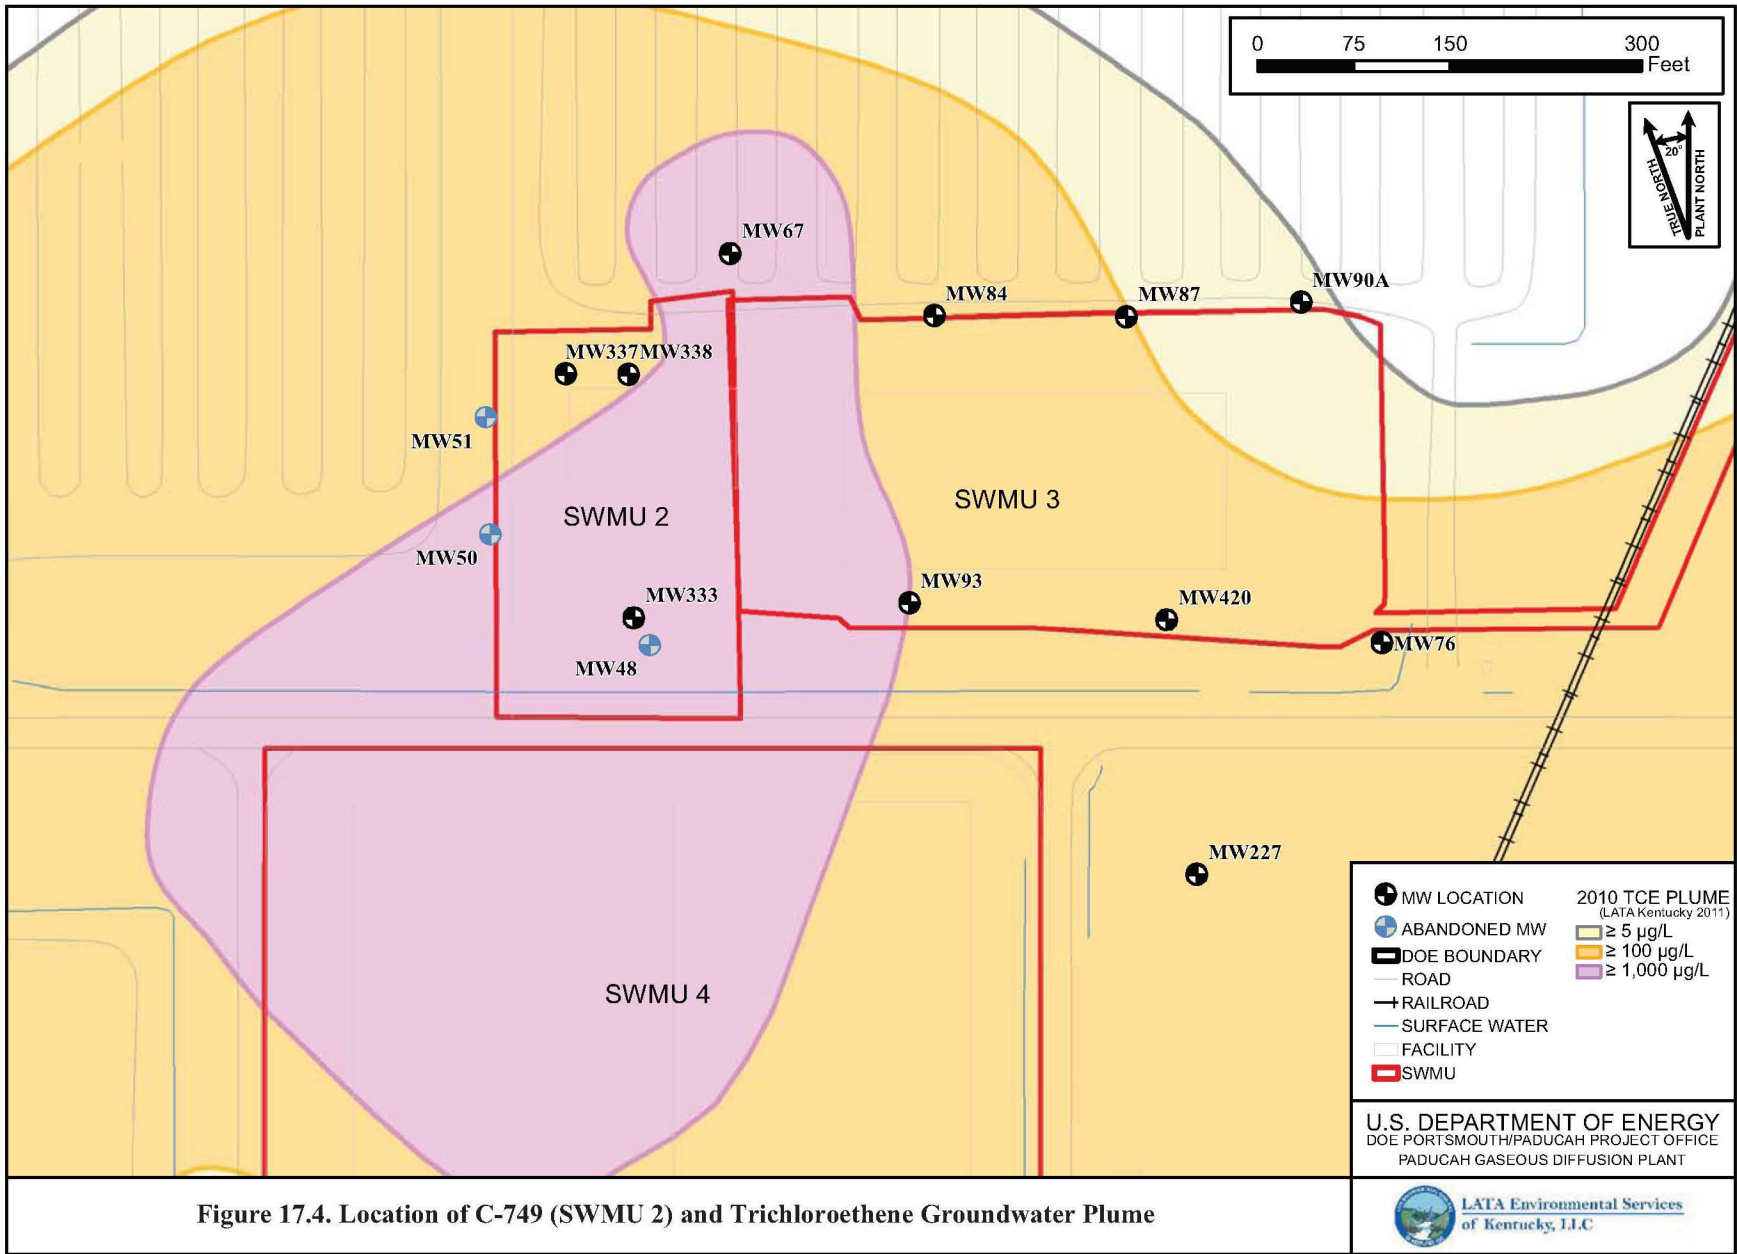 0 75 150 300
Feet
20°
TRUE NORTH
PLANT NORTH
MW67
MW84
MW87
MW90A
MW337
MW338
MW51
SWMU 2
SWMU 3
MW50
MW93
MW333
MW420
MW48
MW76
MW227
SWMU 4
MW LOCATION
ABANDONED MW
DOE BOUNDARY
ROAD
RAILROAD
SURFACE WATER
FACILITY
SWMU
2010 TCE PLUME
(LATA Kentucky 2011)
≥ 5 µg/L
≥ 100 µg/L
≥ 1,000 µg/L
U.S. DEPARTMENT OF ENERGY
DOE PORTSMOUTH/PADUCAH PROJECT OFFICE
PADUCAH GASEOUS DIFFUSION PLANT
Figure 17.4. Location of C-749 (SWMU 2) and Trichloroethene Groundwater Plume
LATA Environmental Services
of Kentucky, LLC